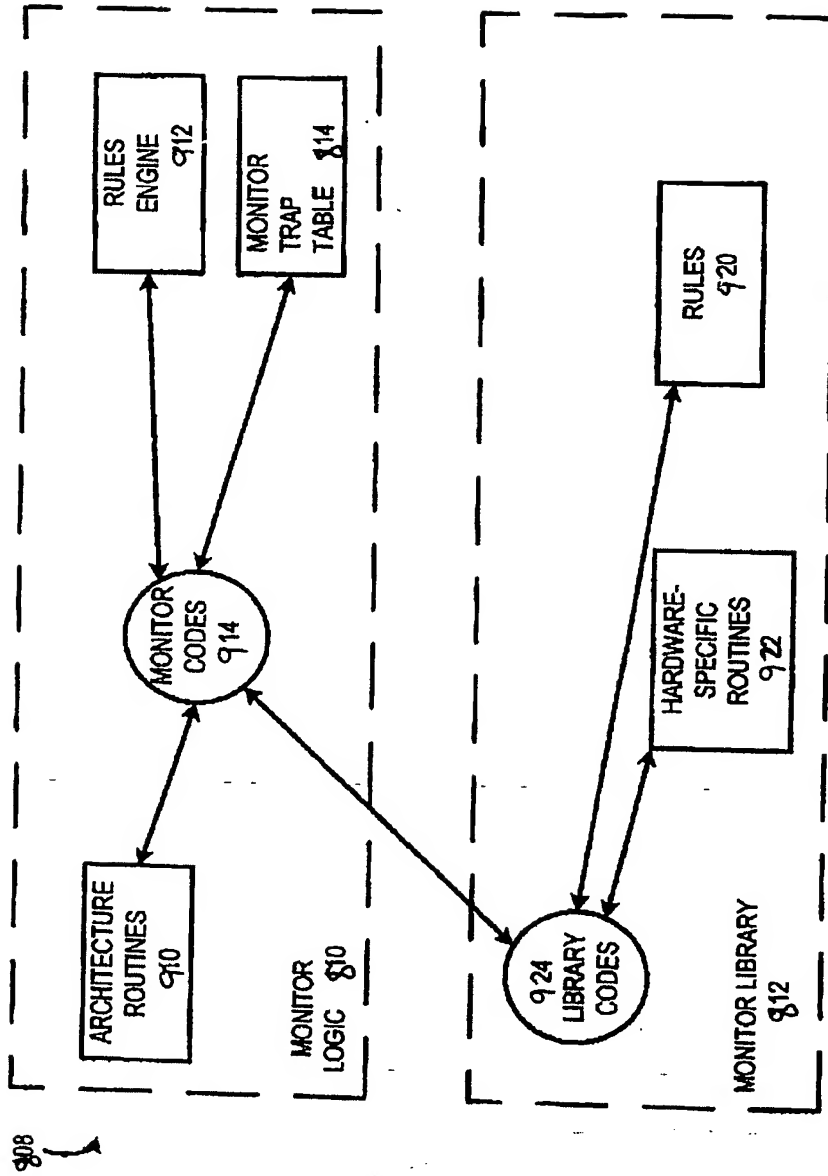 808
ARCHITECTURE
ROUTINES
910
MONITOR
LOGIC 810
MONITOR
CODES
914
RULES
ENGINE
912
MONITOR
TRAP
TABLE 814
924
LIBRARY
CODES
MONITOR LIBRARY
812
HARDWARE-
SPECIFIC
ROUTINES
922
RULES
920